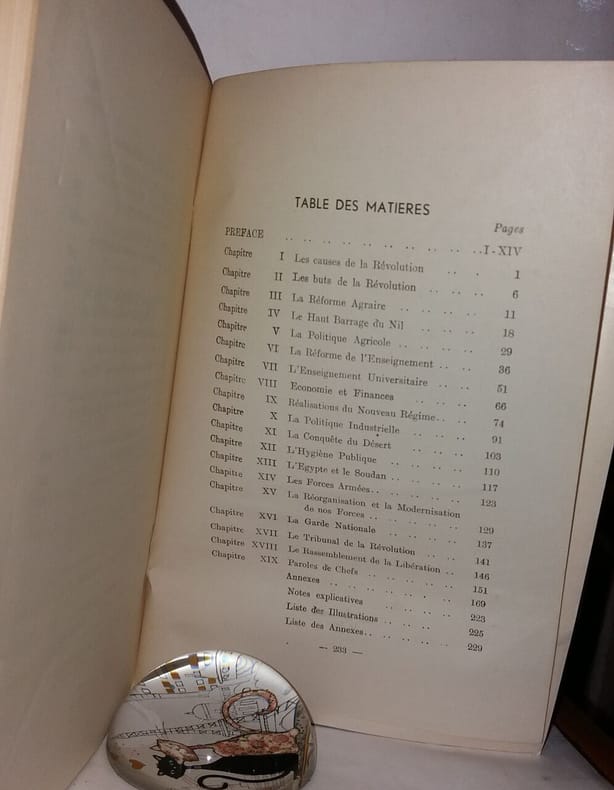 TABLE DES MATIERES
Pages
PREFACE .. .. .. .. .. .. .. .. .. ..I-XIV
Chapitre I Les causes de la Révolution .. . 1
Chapitre II Les buts de la Révolution .. .. .. 6
Chapitre III La Réforme Agraire .. .. .. 11
Chapitre IV Le Haut Barrage du Nil .. .. .. 18
Chapitre V La Politique Agricole .. .. .. .. 29
Chapitre VI La Réforme de l'Enseignement .. .. 36
Chapitre VII L'Enseignement Universitaire .. .. 51
Chapitre VIII Economie et Finances .. .. .. 66
Chapitre IX Réalisations du Nouveau Régime.. .. 74
Chapitre X La Politique Industrielle .. .. .. 91
Chapitre XI La Conquête du Désert .. .. .. 103
Chapitre XII L'Hygiène Publique .. .. .. .. 110
Chapitre XIII L'Egypte et le Soudan .. .. .. .. 117
Chapitre XIV Les Forces Armées.. .. .. .. .. 123
Chapitre XV La Réorganisation et la Modernisation
de nos Forces .. .. .. .. .. 129
Chapitre XVI La Garde Nationale .. .. .. .. 137
Chapitre XVII Le Tribunal de la Révolution .. .. 141
Chapitre XVIII Le Rassemblement de la Libération .. 146
Chapitre XIX Paroles de Chefs .. .. .. .. .. 151
Annexes .. .. .. .. .. .. .. 169
Notes explicatives .. .. .. .. 223
Liste des Illustrations .. .. .. 225
Liste des Annexes.. .. .. .. .. 229
— 233 —